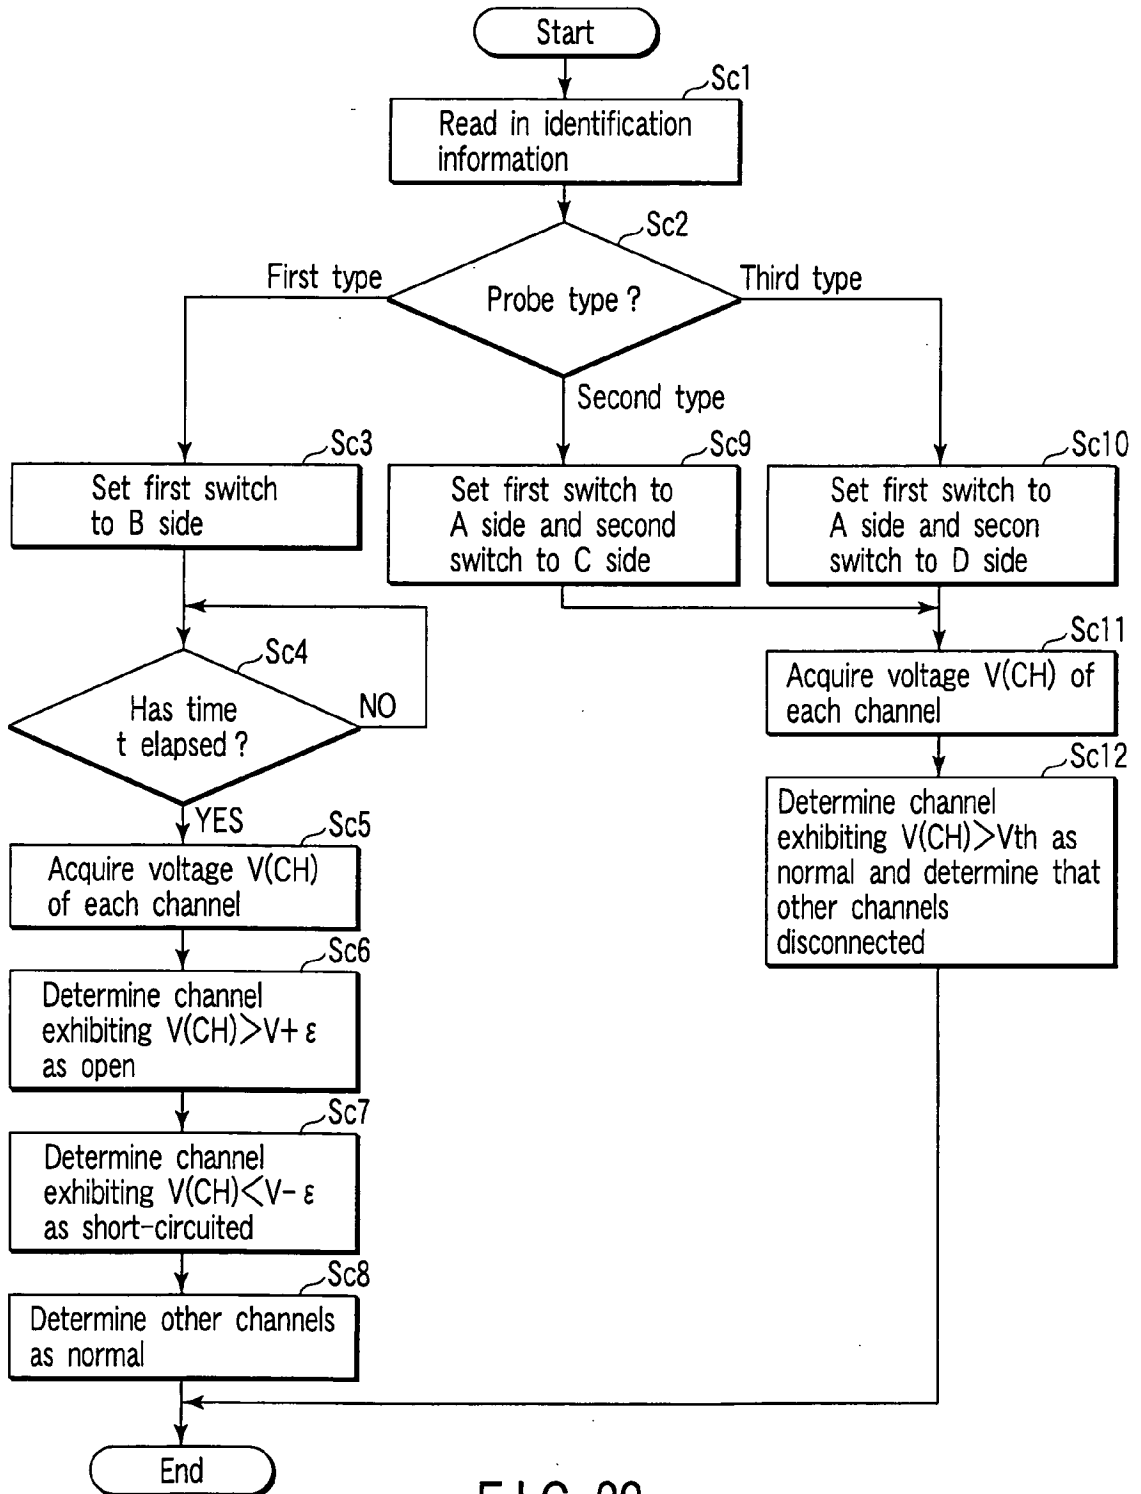 Start
Sc1
Read in identification
information
Sc2
Probe type?
First type
Third type
Second type
Sc3
Set first switch
to B side
Sc9
Set first switch to
A side and second
switch to C side
Sc10
Set first switch to
A side and secon
switch to D side
Sc4
Has time
t elapsed?
NO
YES
Sc11
Acquire voltage V(CH) of
each channel
Sc12
Determine channel
exhibiting V(CH)>Vth as
normal and determine that
other channels
disconnected
Sc5
Acquire voltage V(CH)
of each channel
Sc6
Determine channel
exhibiting V(CH)>V+ ε
as open
Sc7
Determine channel
exhibiting V(CH)<V- ε
as short-circuited
Sc8
Determine other channels
as normal
End